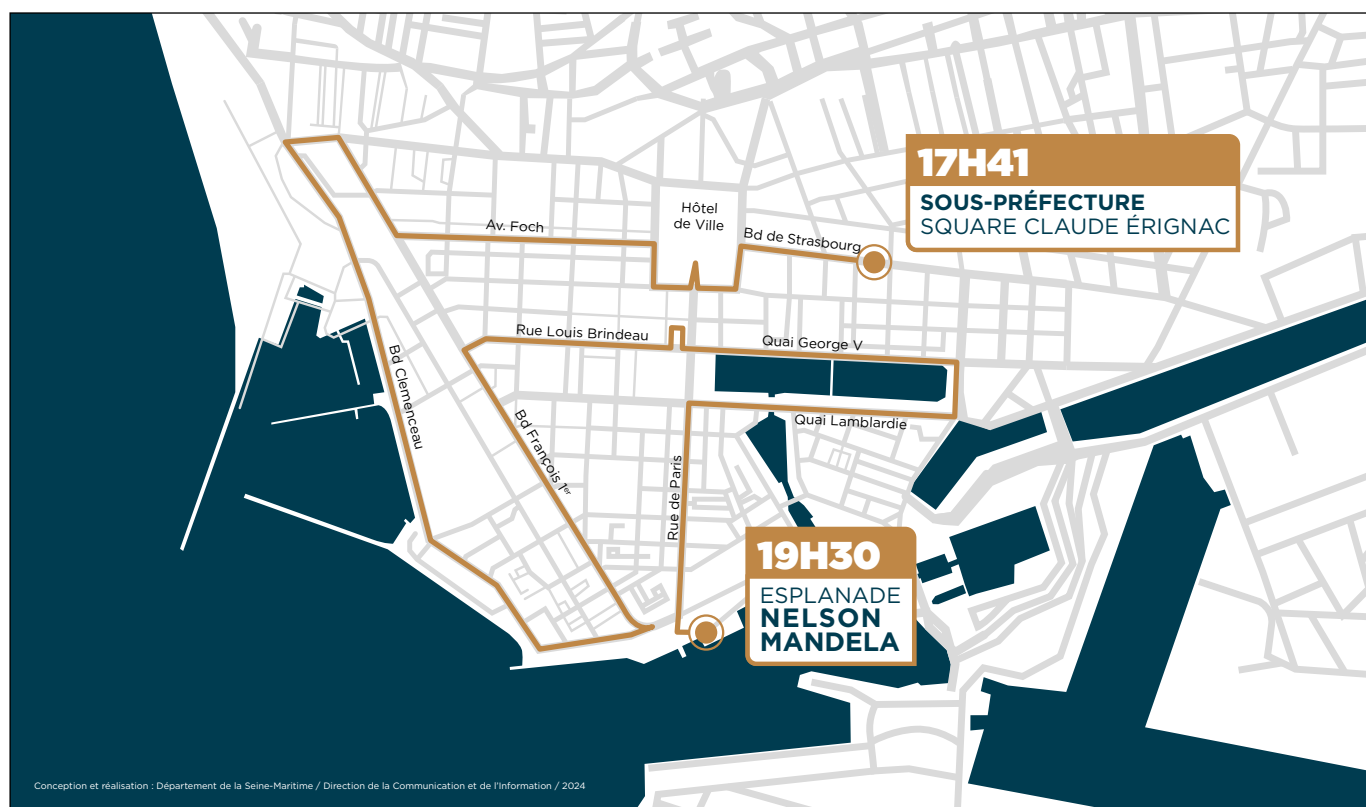 17H41
SOUS-PRÉFECTURE
SQUARE CLAUDE ÉRIGNAC
Hôtel
de Ville
Av. Foch
Bd de Strasbourg
Rue Louis Brindeau
Quai George V
Bd Clemenceau
Bd François 1er
Quai Lamblardie
Rue de Paris
19H30
ESPLANADE
NELSON
MANDELA
Conception et réalisation : Département de la Seine-Maritime / Direction de la Communication et de l'Information / 2024